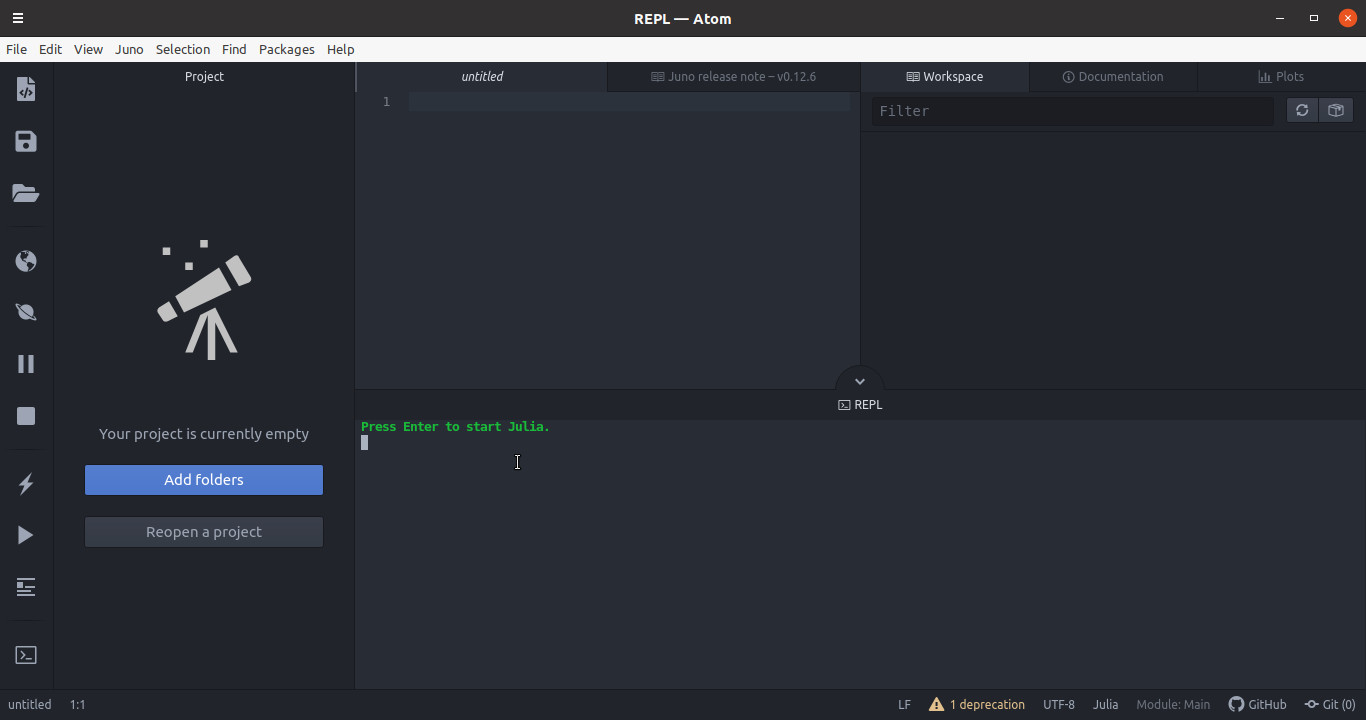 REPL — Atom
File Edit View Juno Selection Find Packages Help
Project
untitled
Juno release note – v0.12.6
Workspace
Documentation
Plots
1
Filter
Your project is currently empty
Add folders
Reopen a project
REPL
Press Enter to start Julia.
untitled 1:1 LF 1 deprecation UTF-8 Julia Module: Main GitHub Git (0)